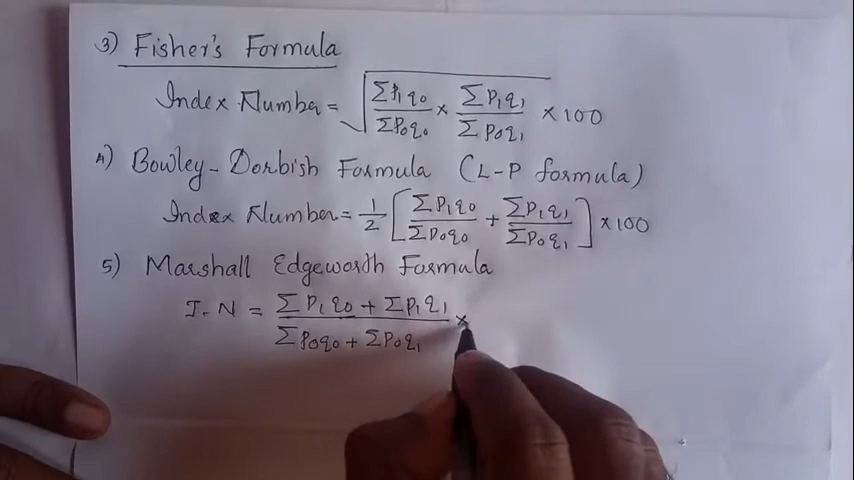 3) Fisher's Formula
Index Number = √(ΣP₁q₀/ΣP₀q₀ × ΣP₁q₁/ΣP₀q₁) × 100
4) Bowley-Dorbish Formula (L-P formula)
Index Number = 1/2 [ΣP₁q₀/ΣP₀q₀ + ΣP₁q₁/ΣP₀q₁] × 100
5) Marshall Edgeworth Formula
I-N = (ΣP₁q₀ + ΣP₁q₁)/(ΣP₀q₀ + ΣP₀q₁) ×